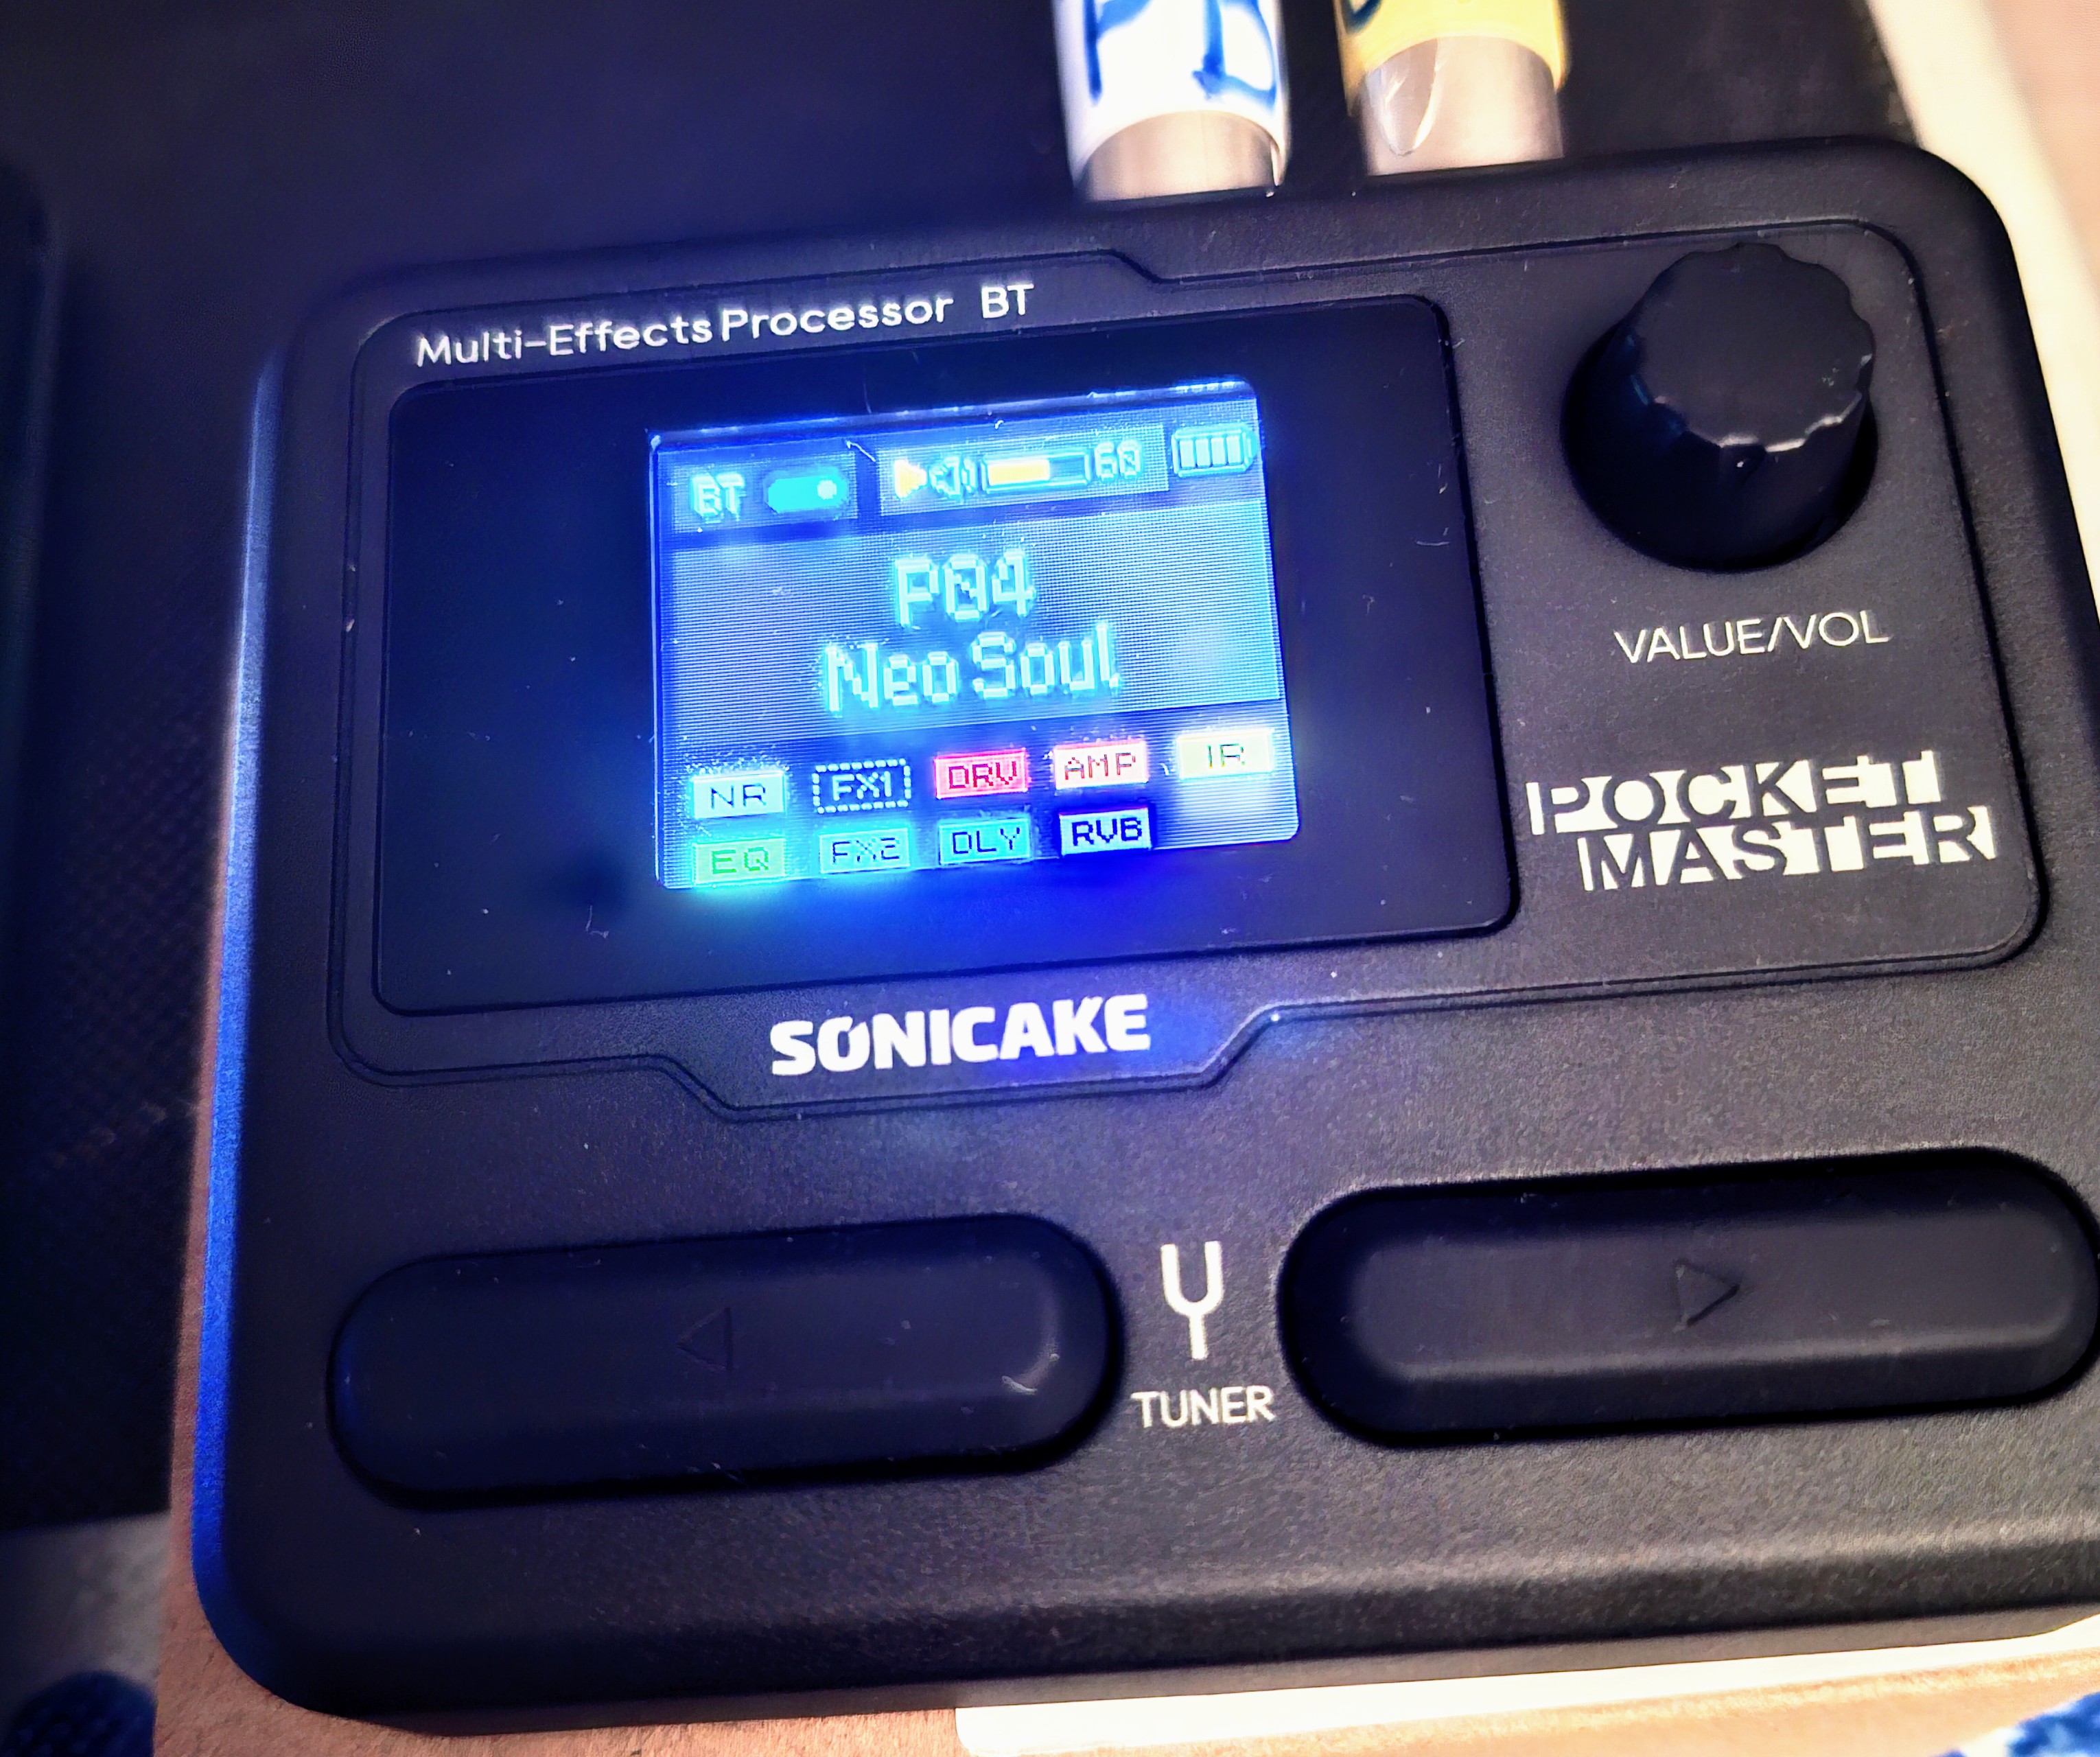 Multi-Effects Processor BT
BT 60
P04
Neo Soul
NR FX1 DRV AMP IR
EQ FX2 DLY RVB
VALUE/VOL
POCKET
MASTER
SONICAKE
TUNER